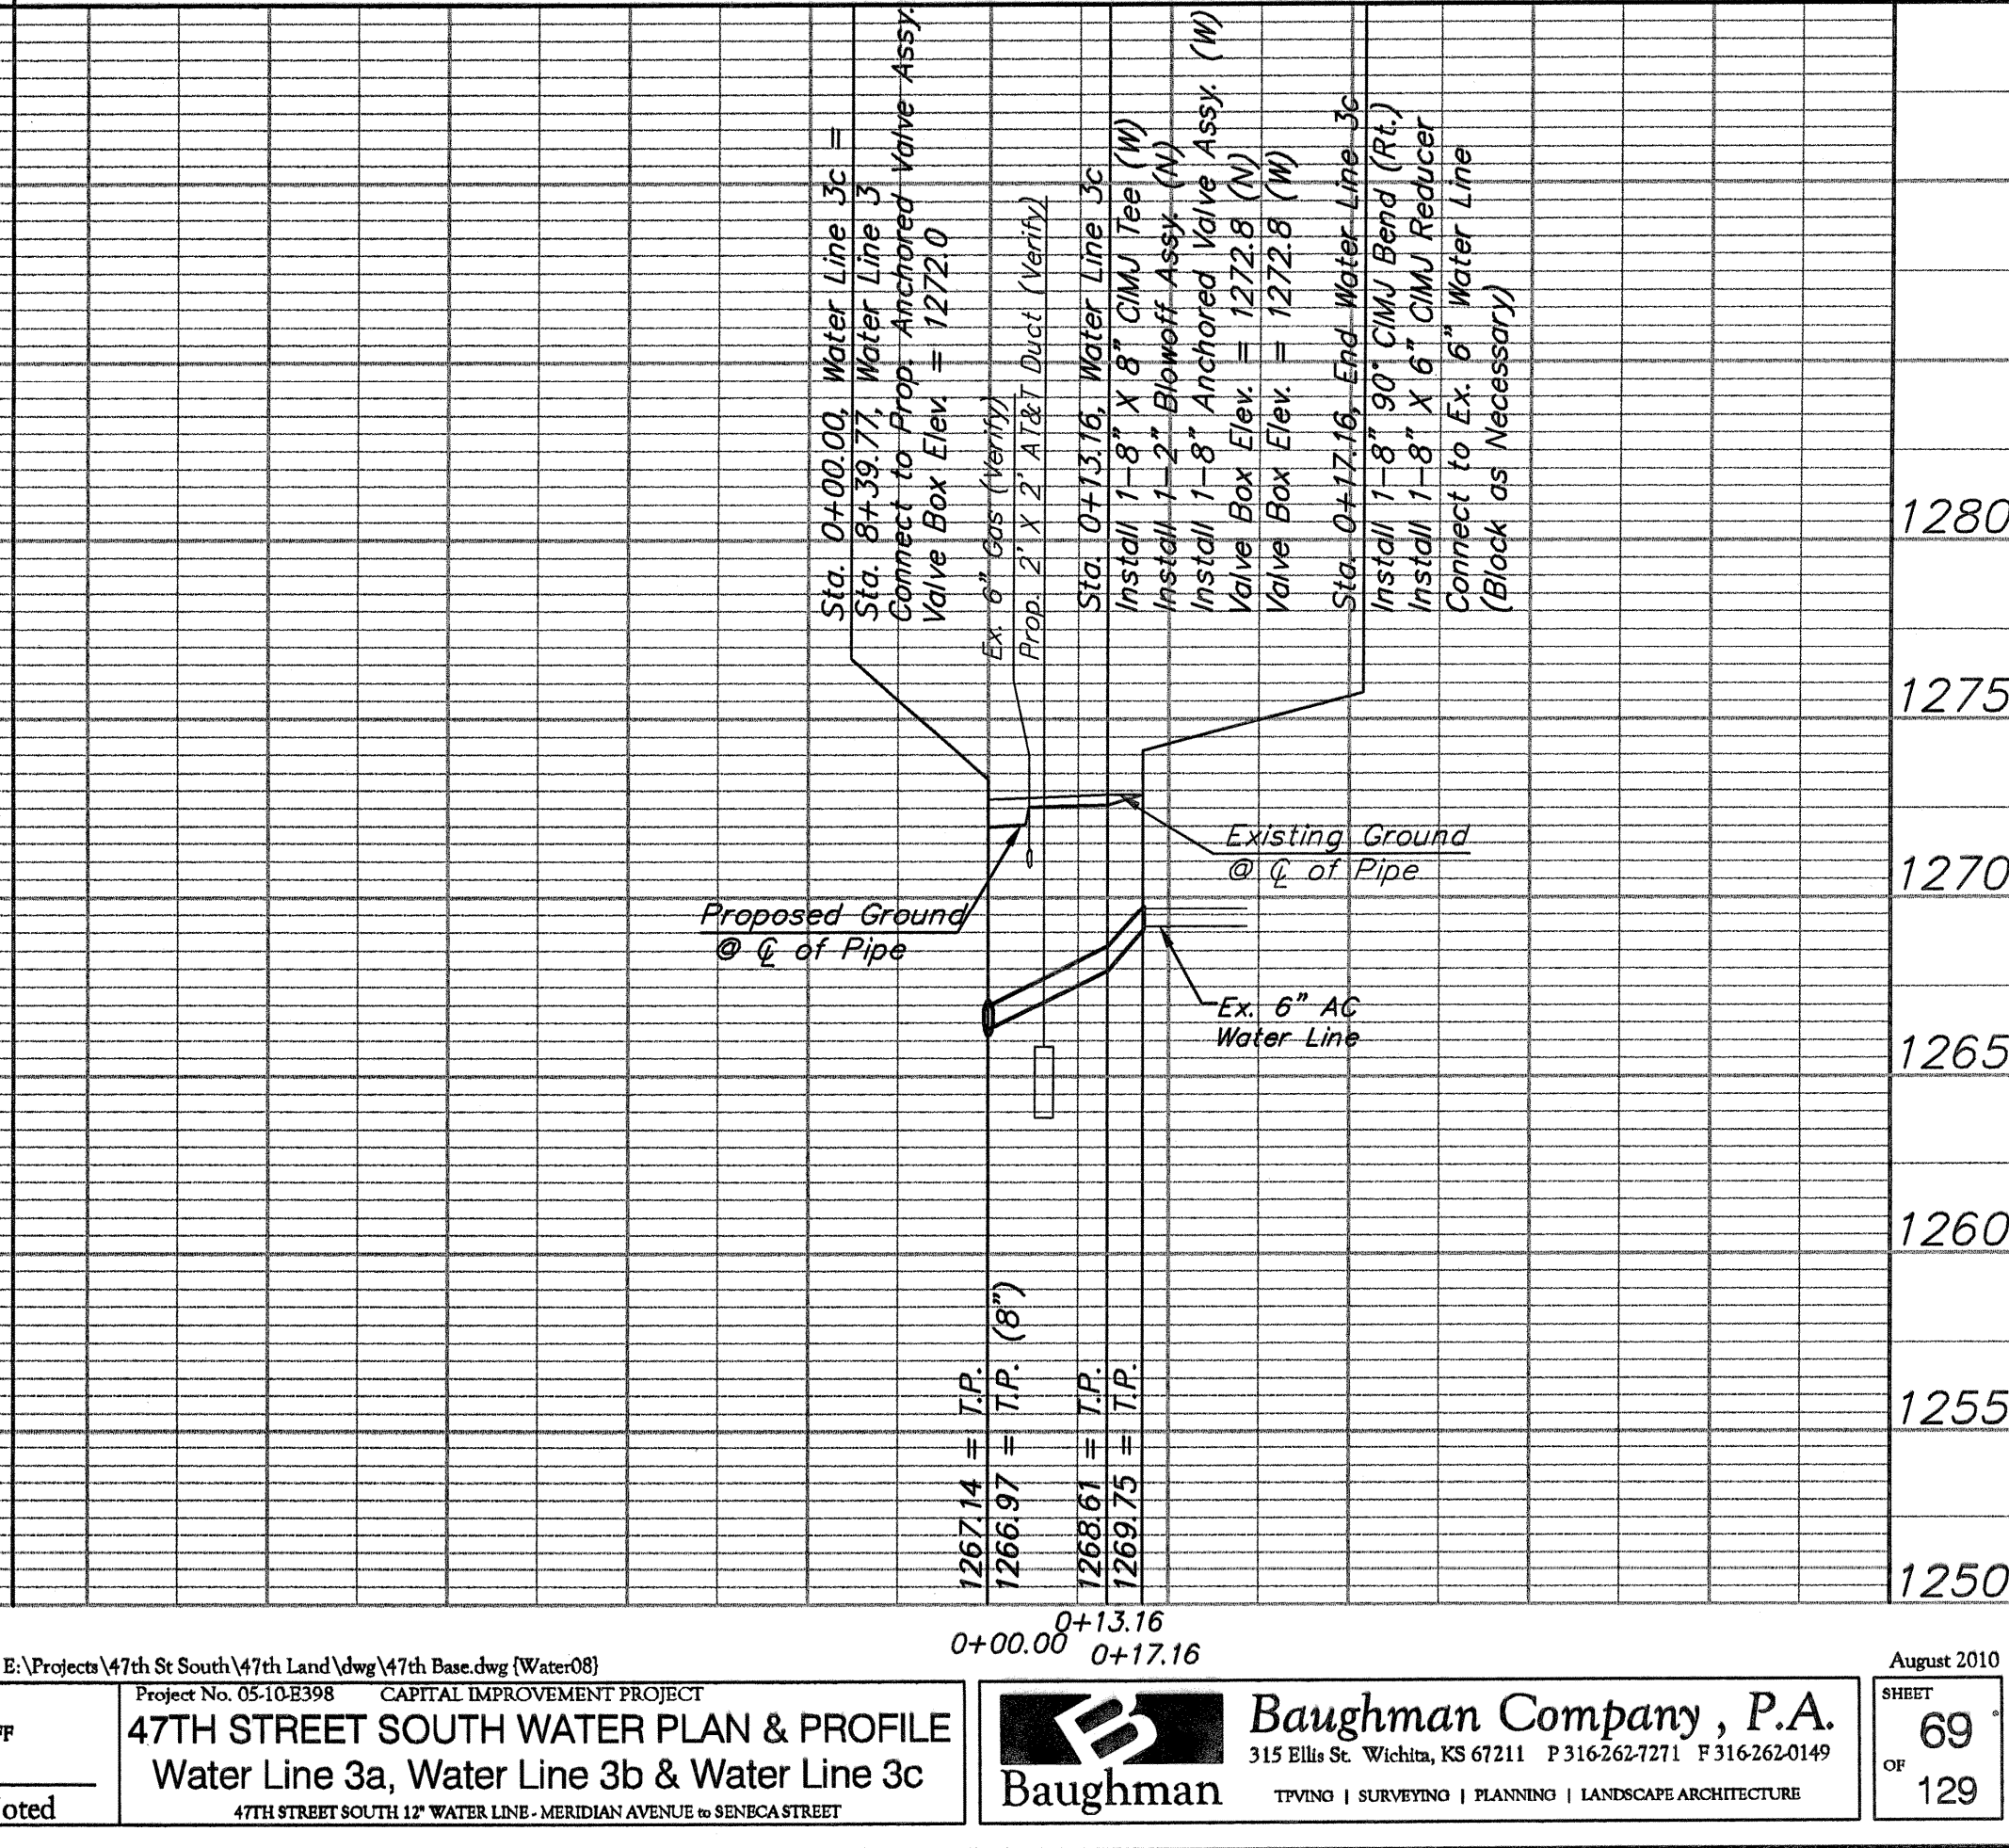 Sta. 0+00.00, Water Line 3c =
Sta. 8+39.77, Water Line 3
Connect to Prop. Anchored Valve Assy.
Valve Box Elev. = 1272.0
Ex. 6" Gas (Verify)
Prop. 2' X 2' AT&T Duct (Verify)
Sta. 0+13.16, Water Line 3c
Install 1-8" X 8" CIMJ Tee (W)
Install 1-2" Blowoff Assy. (N)
Install 1-8" Anchored Valve Assy. (W)
Valve Box Elev. = 1272.8 (N)
Valve Box Elev. = 1272.8 (W)
Sta. 0+17.16, End Water Line 3c
Install 1-8" 90° CIMJ Bend (Rt.)
Install 1-8" X 6" CIMJ Reducer
Connect to Ex. 6" Water Line
(Block as Necessary)
1280
1275
1270
1265
1260
1255
1250
Existing Ground
@ ℄ of Pipe
Proposed Ground
@ ℄ of Pipe
Ex. 6" AC
Water Line
1267.14 = T.P.
1266.97 = T.P. (8")
1268.61 = T.P.
1269.75 = T.P.
0+00.00
0+13.16
0+17.16
E:\Projects\47th St South\47th Land\dwg\47th Base.dwg {Water08}
August 2010
oted
Project No. 05-10-E398 CAPITAL IMPROVEMENT PROJECT
47TH STREET SOUTH WATER PLAN & PROFILE
Water Line 3a, Water Line 3b & Water Line 3c
47TH STREET SOUTH 12" WATER LINE - MERIDIAN AVENUE to SENECA STREET
Baughman
Baughman Company, P.A.
315 Ellis St. Wichita, KS 67211 P 316-262-7271 F 316-262-0149
TPVING | SURVEYING | PLANNING | LANDSCAPE ARCHITECTURE
SHEET
69
OF
129